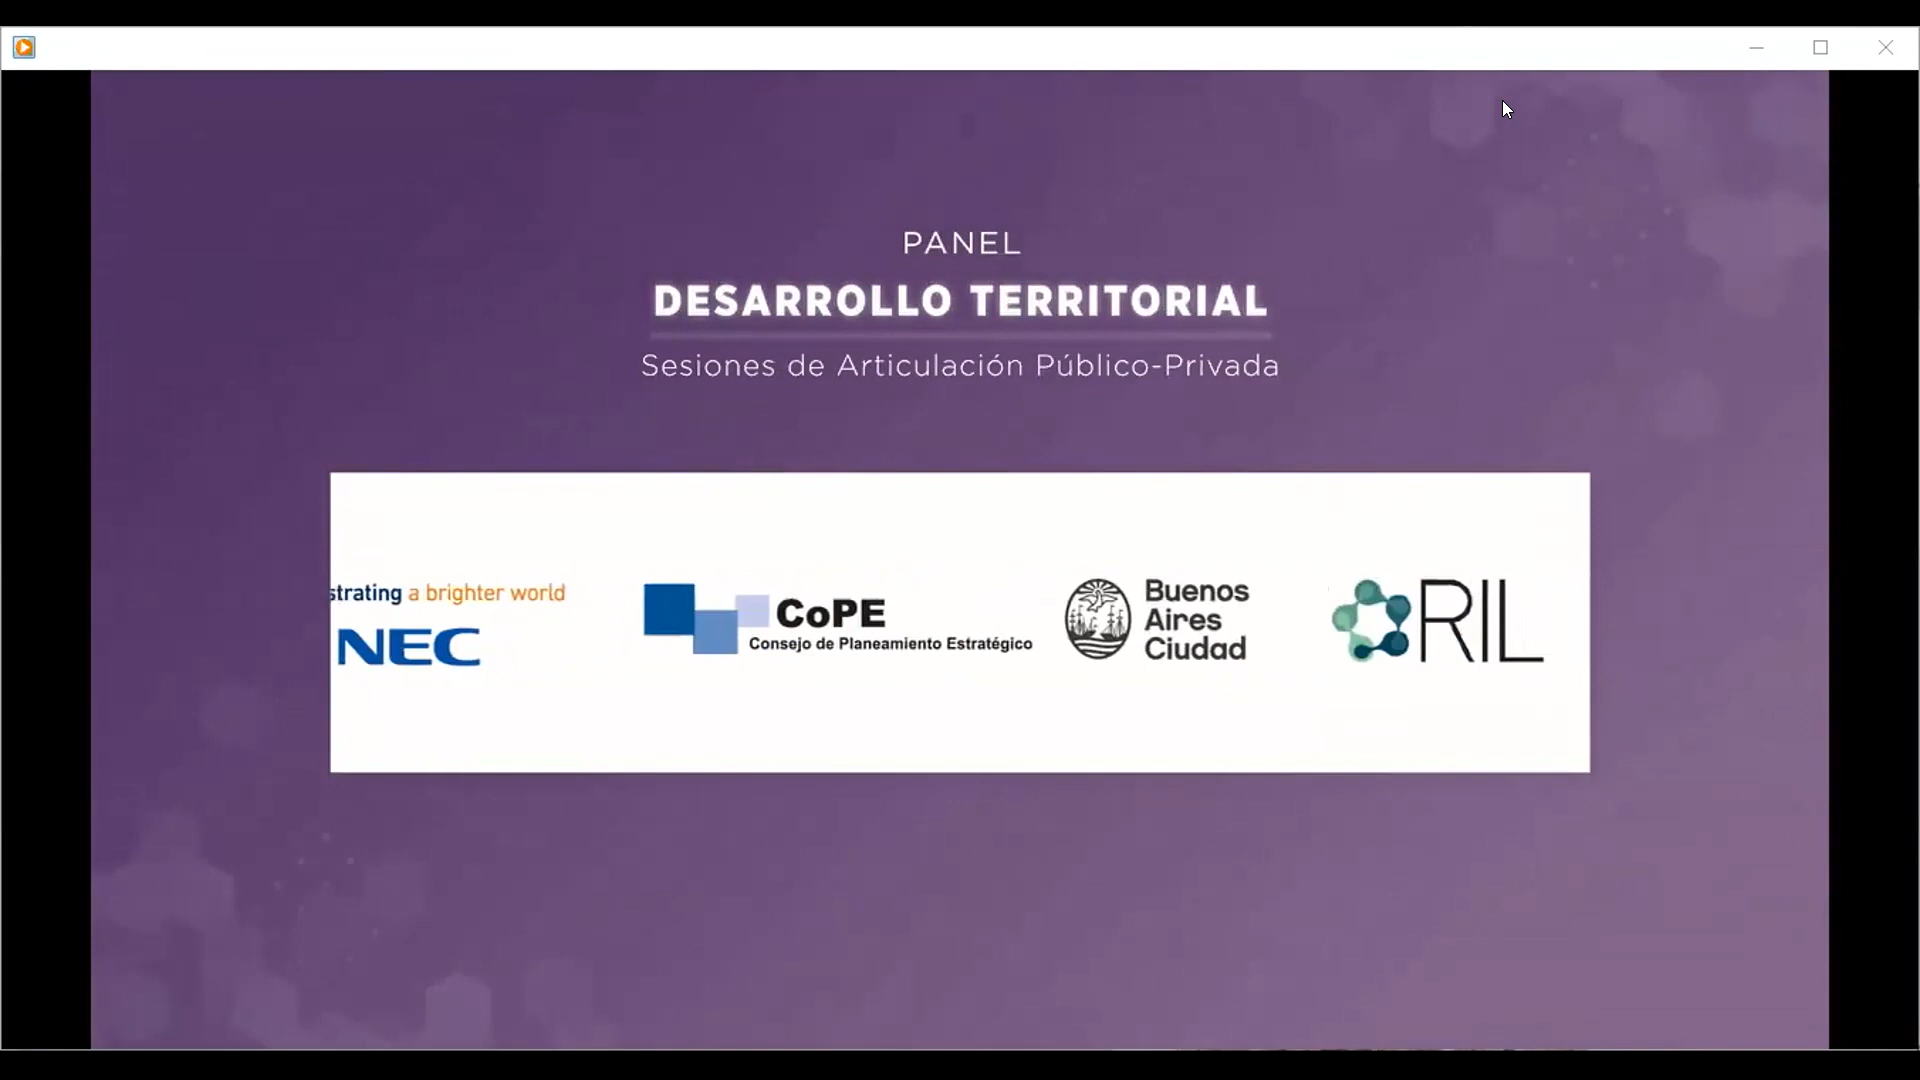 PANEL
DESARROLLO TERRITORIAL
Sesiones de Articulación Público-Privada
strating a brighter world
NEC
CoPE
Consejo de Planeamiento Estratégico
Buenos
Aires
Ciudad
RIL